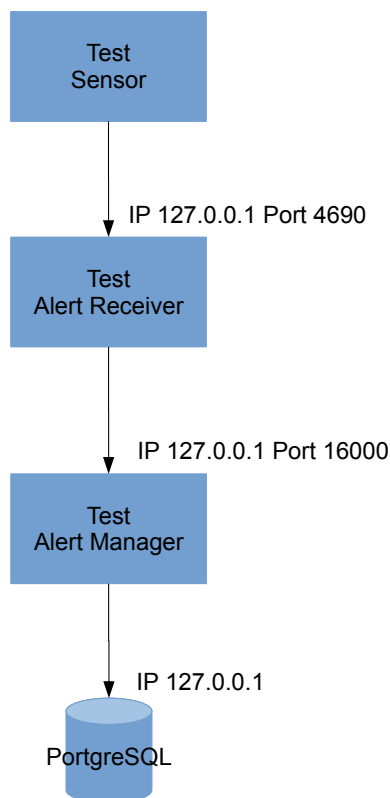 Test
Sensor
IP 127.0.0.1 Port 4690
Test
Alert Receiver
IP 127.0.0.1 Port 16000
Test
Alert Manager
IP 127.0.0.1
PortgreSQL